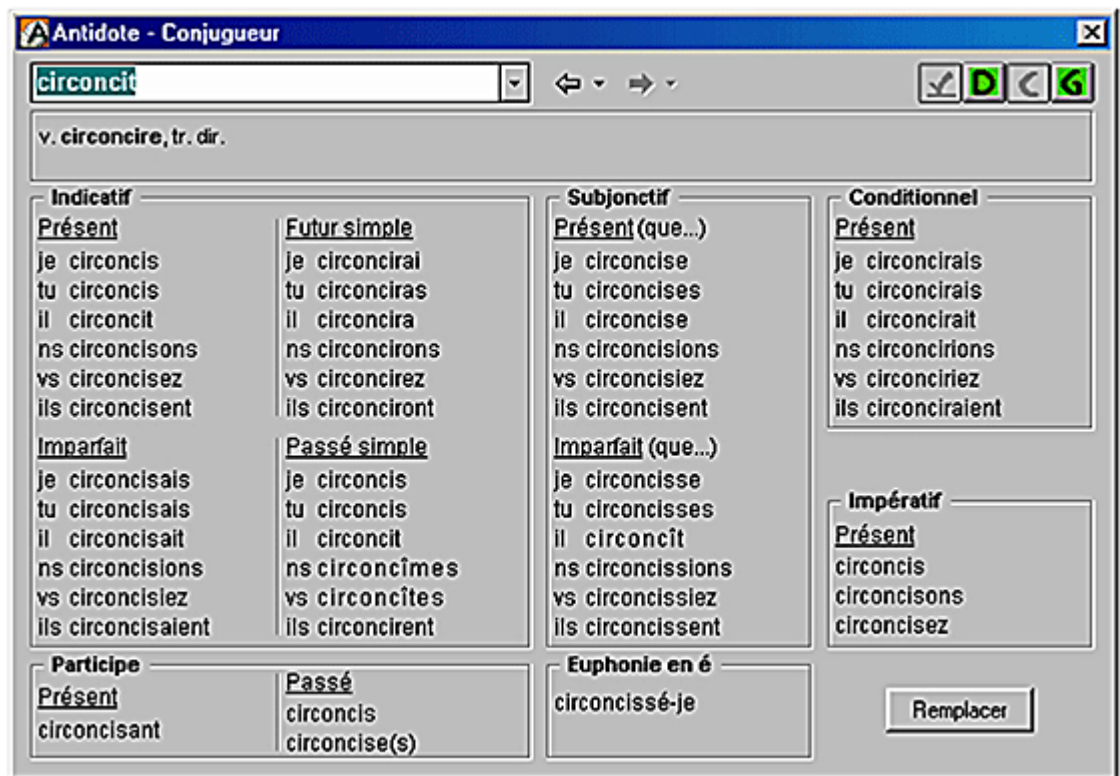 Antidote - Conjugueur
circoncit
D C G
v. circoncire, tr. dir.
Indicatif
Présent
je circoncis
tu circoncis
il circoncit
ns circoncisons
vs circoncisez
ils circoncisent
Futur simple
je circoncirai
tu circonciras
il circoncira
ns circoncirons
vs circoncirez
ils circonciront
Imparfait
je circoncisais
tu circoncisais
il circoncisait
ns circoncisions
vs circoncisiez
ils circoncisaient
Passé simple
je circoncis
tu circoncis
il circoncit
ns circoncîmes
vs circoncîtes
ils circoncirent
Subjonctif
Présent (que...)
je circoncise
tu circoncises
il circoncise
ns circoncisions
vs circoncisiez
ils circoncisent
Imparfait (que...)
je circoncisse
tu circoncisses
il circoncît
ns circoncissions
vs circoncissiez
ils circoncissent
Conditionnel
Présent
je circoncirais
tu circoncirais
il circoncirait
ns circoncirions
vs circonciriez
ils circonciraient
Impératif
Présent
circoncis
circoncisons
circoncisez
Participe
Présent
circoncisant
Passé
circoncis
circoncise(s)
Euphonie en é
circoncissé-je
Remplacer